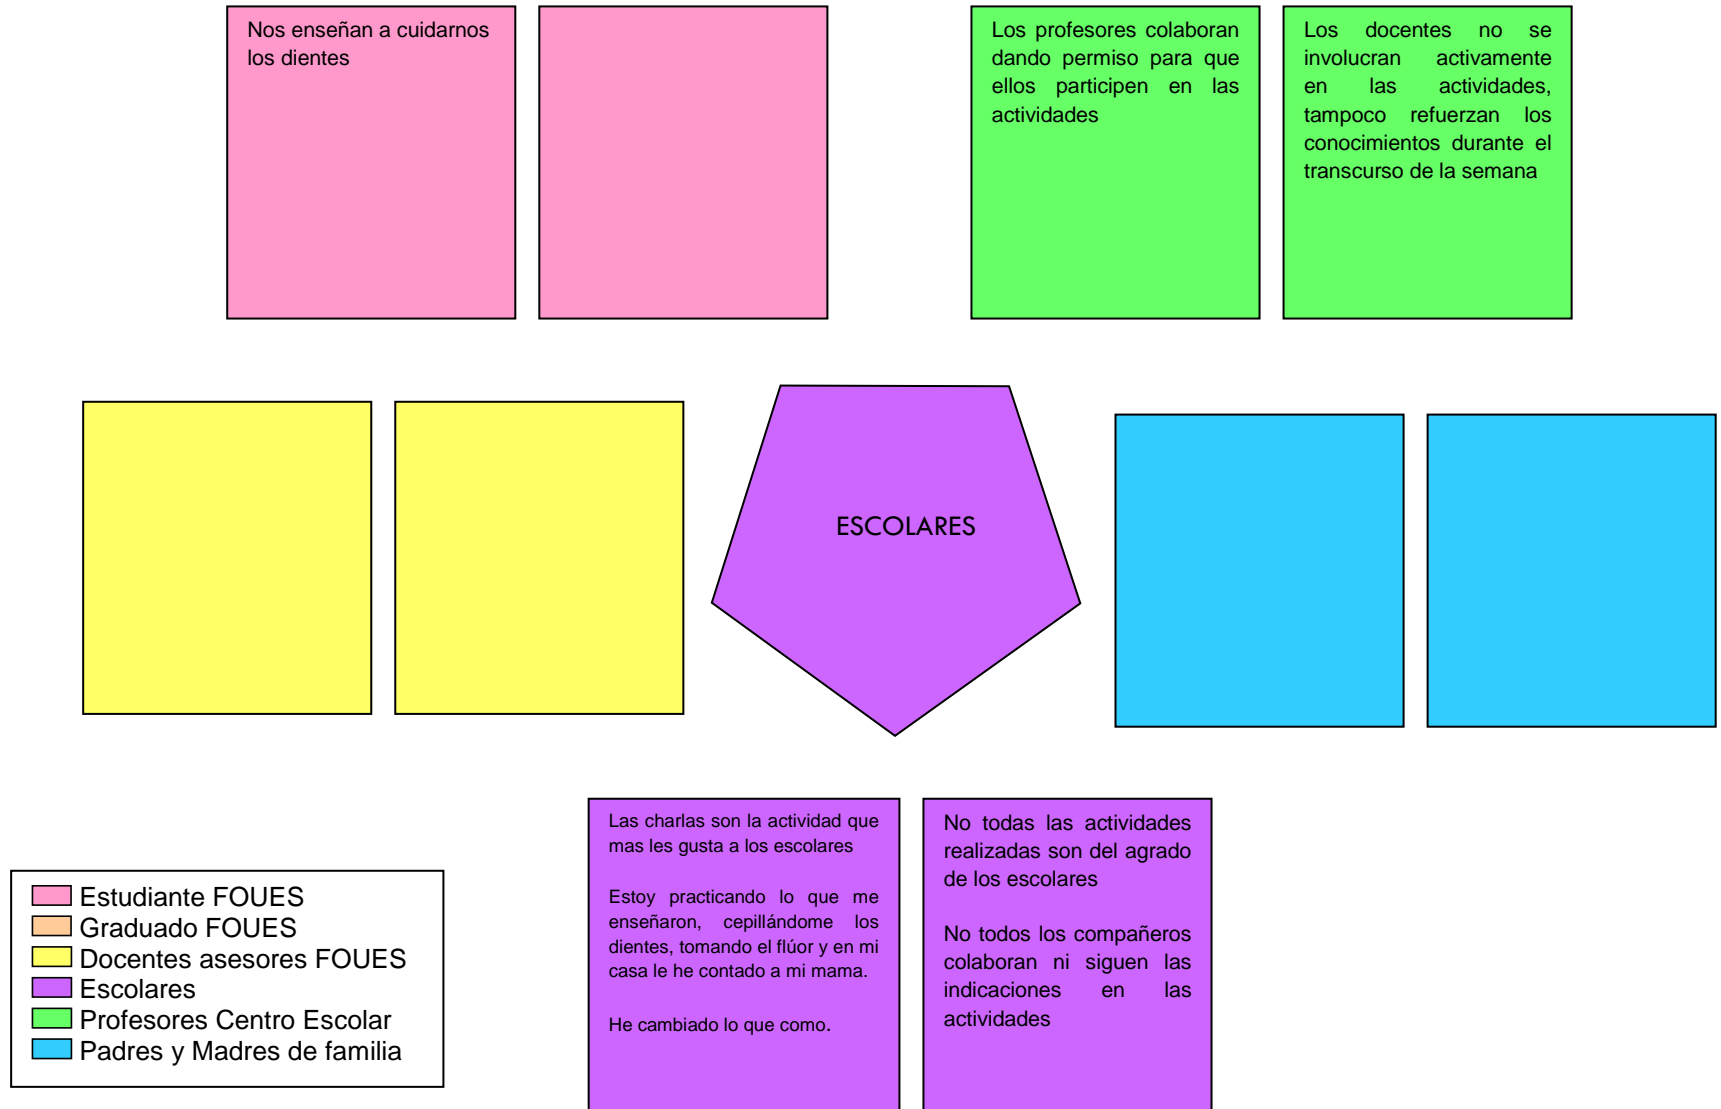 Nos enseñan a cuidarnos
los dientes
Los profesores colaboran
dando permiso para que
ellos participen en las
actividades
Los docentes no se
involucran activamente
en las actividades,
tampoco refuerzan los
conocimientos durante el
transcurso de la semana
ESCOLARES
Las charlas son la actividad que
mas les gusta a los escolares
Estoy practicando lo que me
enseñaron, cepillándome los
dientes, tomando el flúor y en mi
casa le he contado a mi mama.
He cambiado lo que como.
No todas las actividades
realizadas son del agrado
de los escolares
No todos los compañeros
colaboran ni siguen las
indicaciones en las
actividades
Estudiante FOUES
Graduado FOUES
Docentes asesores FOUES
Escolares
Profesores Centro Escolar
Padres y Madres de familia